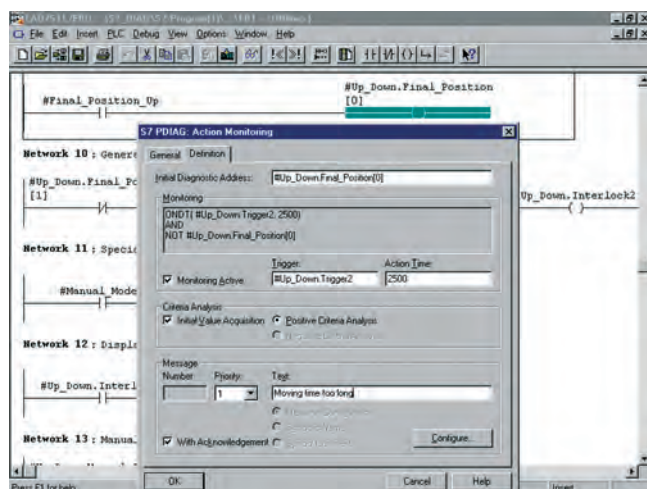 File Edit Insert PLC Debug View Options Window Help
#Up_Down.Final_Position
#Final_Position_Up [0]
S7 PDIAG: Action Monitoring
General Definition
Network 10 : Genere
Initial Diagnostic Address: #Up_Down.Final_Position[0]
#Up_Down.Final_Po
[1]
Up_Down.Interlock2
Monitoring
ONDT( #Up_Down.Trigger2, 2500)
AND
NOT #Up_Down.Final_Position[0]
Network 11 : Specia
Trigger: Action Time:
Monitoring Active #Up_Down.Trigger2 2500
#Manual_Mode
Criteria Analysis
Initial Value Acquisition Positive Criteria Analysis
Network 12 : Displa
Message
Number: Priority: Text:
1 Moving time too long
#Up_Down.Interl
Network 13 : Manua
With Acknowledgement Configure...
OK Cancel Help
Press F1 for help. Insert